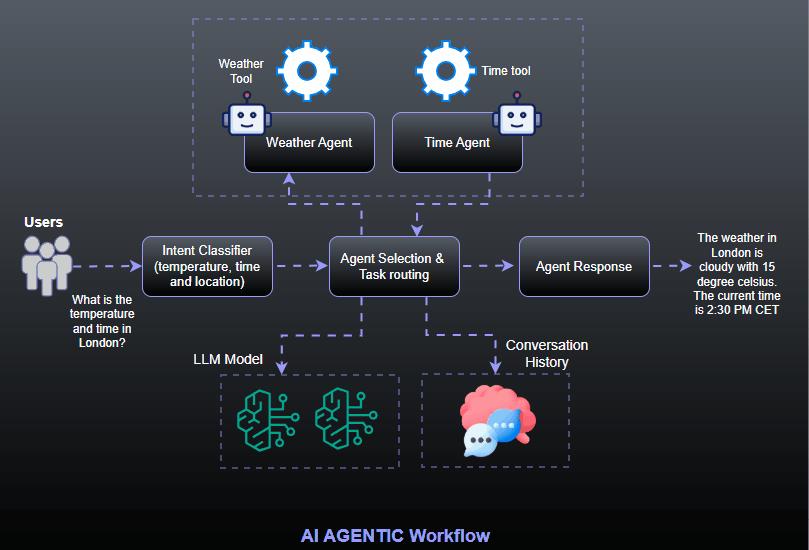 Weather
Tool
Time tool
Weather Agent
Time Agent
Users
Intent Classifier
(temperature, time
and location)
Agent Selection &
Task routing
Agent Response
The weather in
London is
cloudy with 15
degree celsius.
The current time
is 2:30 PM CET
What is the
temperature
and time in
London?
LLM Model
Conversation
History
AI AGENTIC Workflow